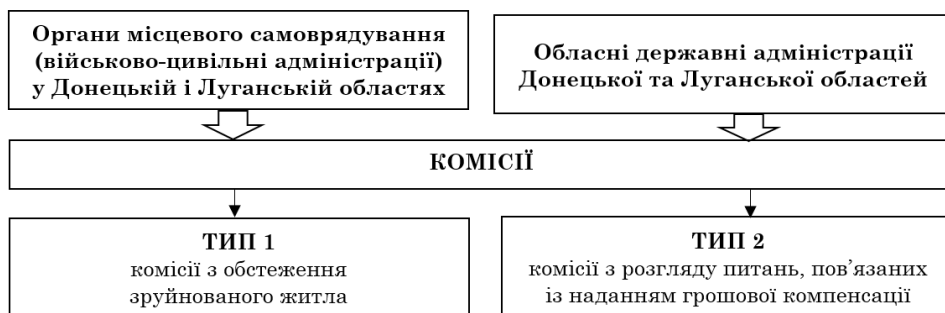 Органи місцевого самоврядування
(військово-цивільні адміністрації)
у Донецькій і Луганській областях
Обласні державні адміністрації
Донецької та Луганської областей
КОМІСІЇ
ТИП 1
комісії з обстеження
зруйнованого житла
ТИП 2
комісії з розгляду питань, пов’язаних
із наданням грошової компенсації